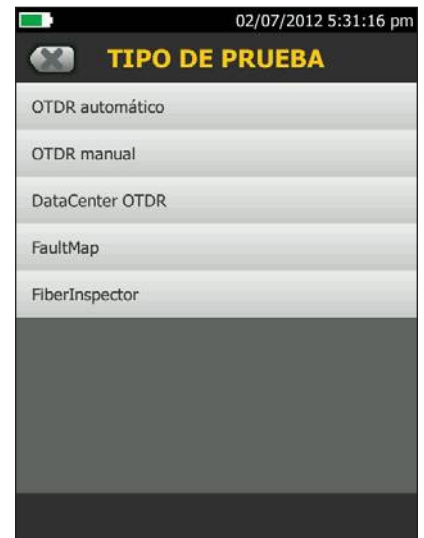 02/07/2012 5:31:16 pm
TIPO DE PRUEBA
OTDR automático
OTDR manual
DataCenter OTDR
FaultMap
FiberInspector